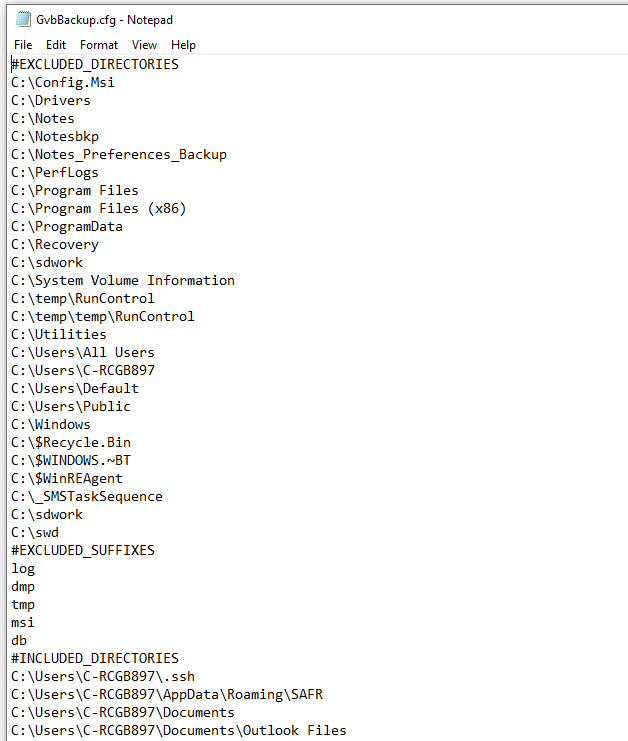 GvbBackup.cfg - Notepad
File Edit Format View Help
#EXCLUDED_DIRECTORIES
C:\Config.Msi
C:\Drivers
C:\Notes
C:\Notesbkp
C:\Notes_Preferences_Backup
C:\PerfLogs
C:\Program Files
C:\Program Files (x86)
C:\ProgramData
C:\Recovery
C:\sdwork
C:\System Volume Information
C:\temp\RunControl
C:\temp\temp\RunControl
C:\Utilities
C:\Users\All Users
C:\Users\C-RCGB897
C:\Users\Default
C:\Users\Public
C:\Windows
C:\$Recycle.Bin
C:\$WINDOWS.~BT
C:\$WinREAgent
C:\_SMSTaskSequence
C:\sdwork
C:\swd
#EXCLUDED_SUFFIXES
log
dmp
tmp
msi
db
#INCLUDED_DIRECTORIES
C:\Users\C-RCGB897\.ssh
C:\Users\C-RCGB897\AppData\Roaming\SAFR
C:\Users\C-RCGB897\Documents
C:\Users\C-RCGB897\Documents\Outlook Files